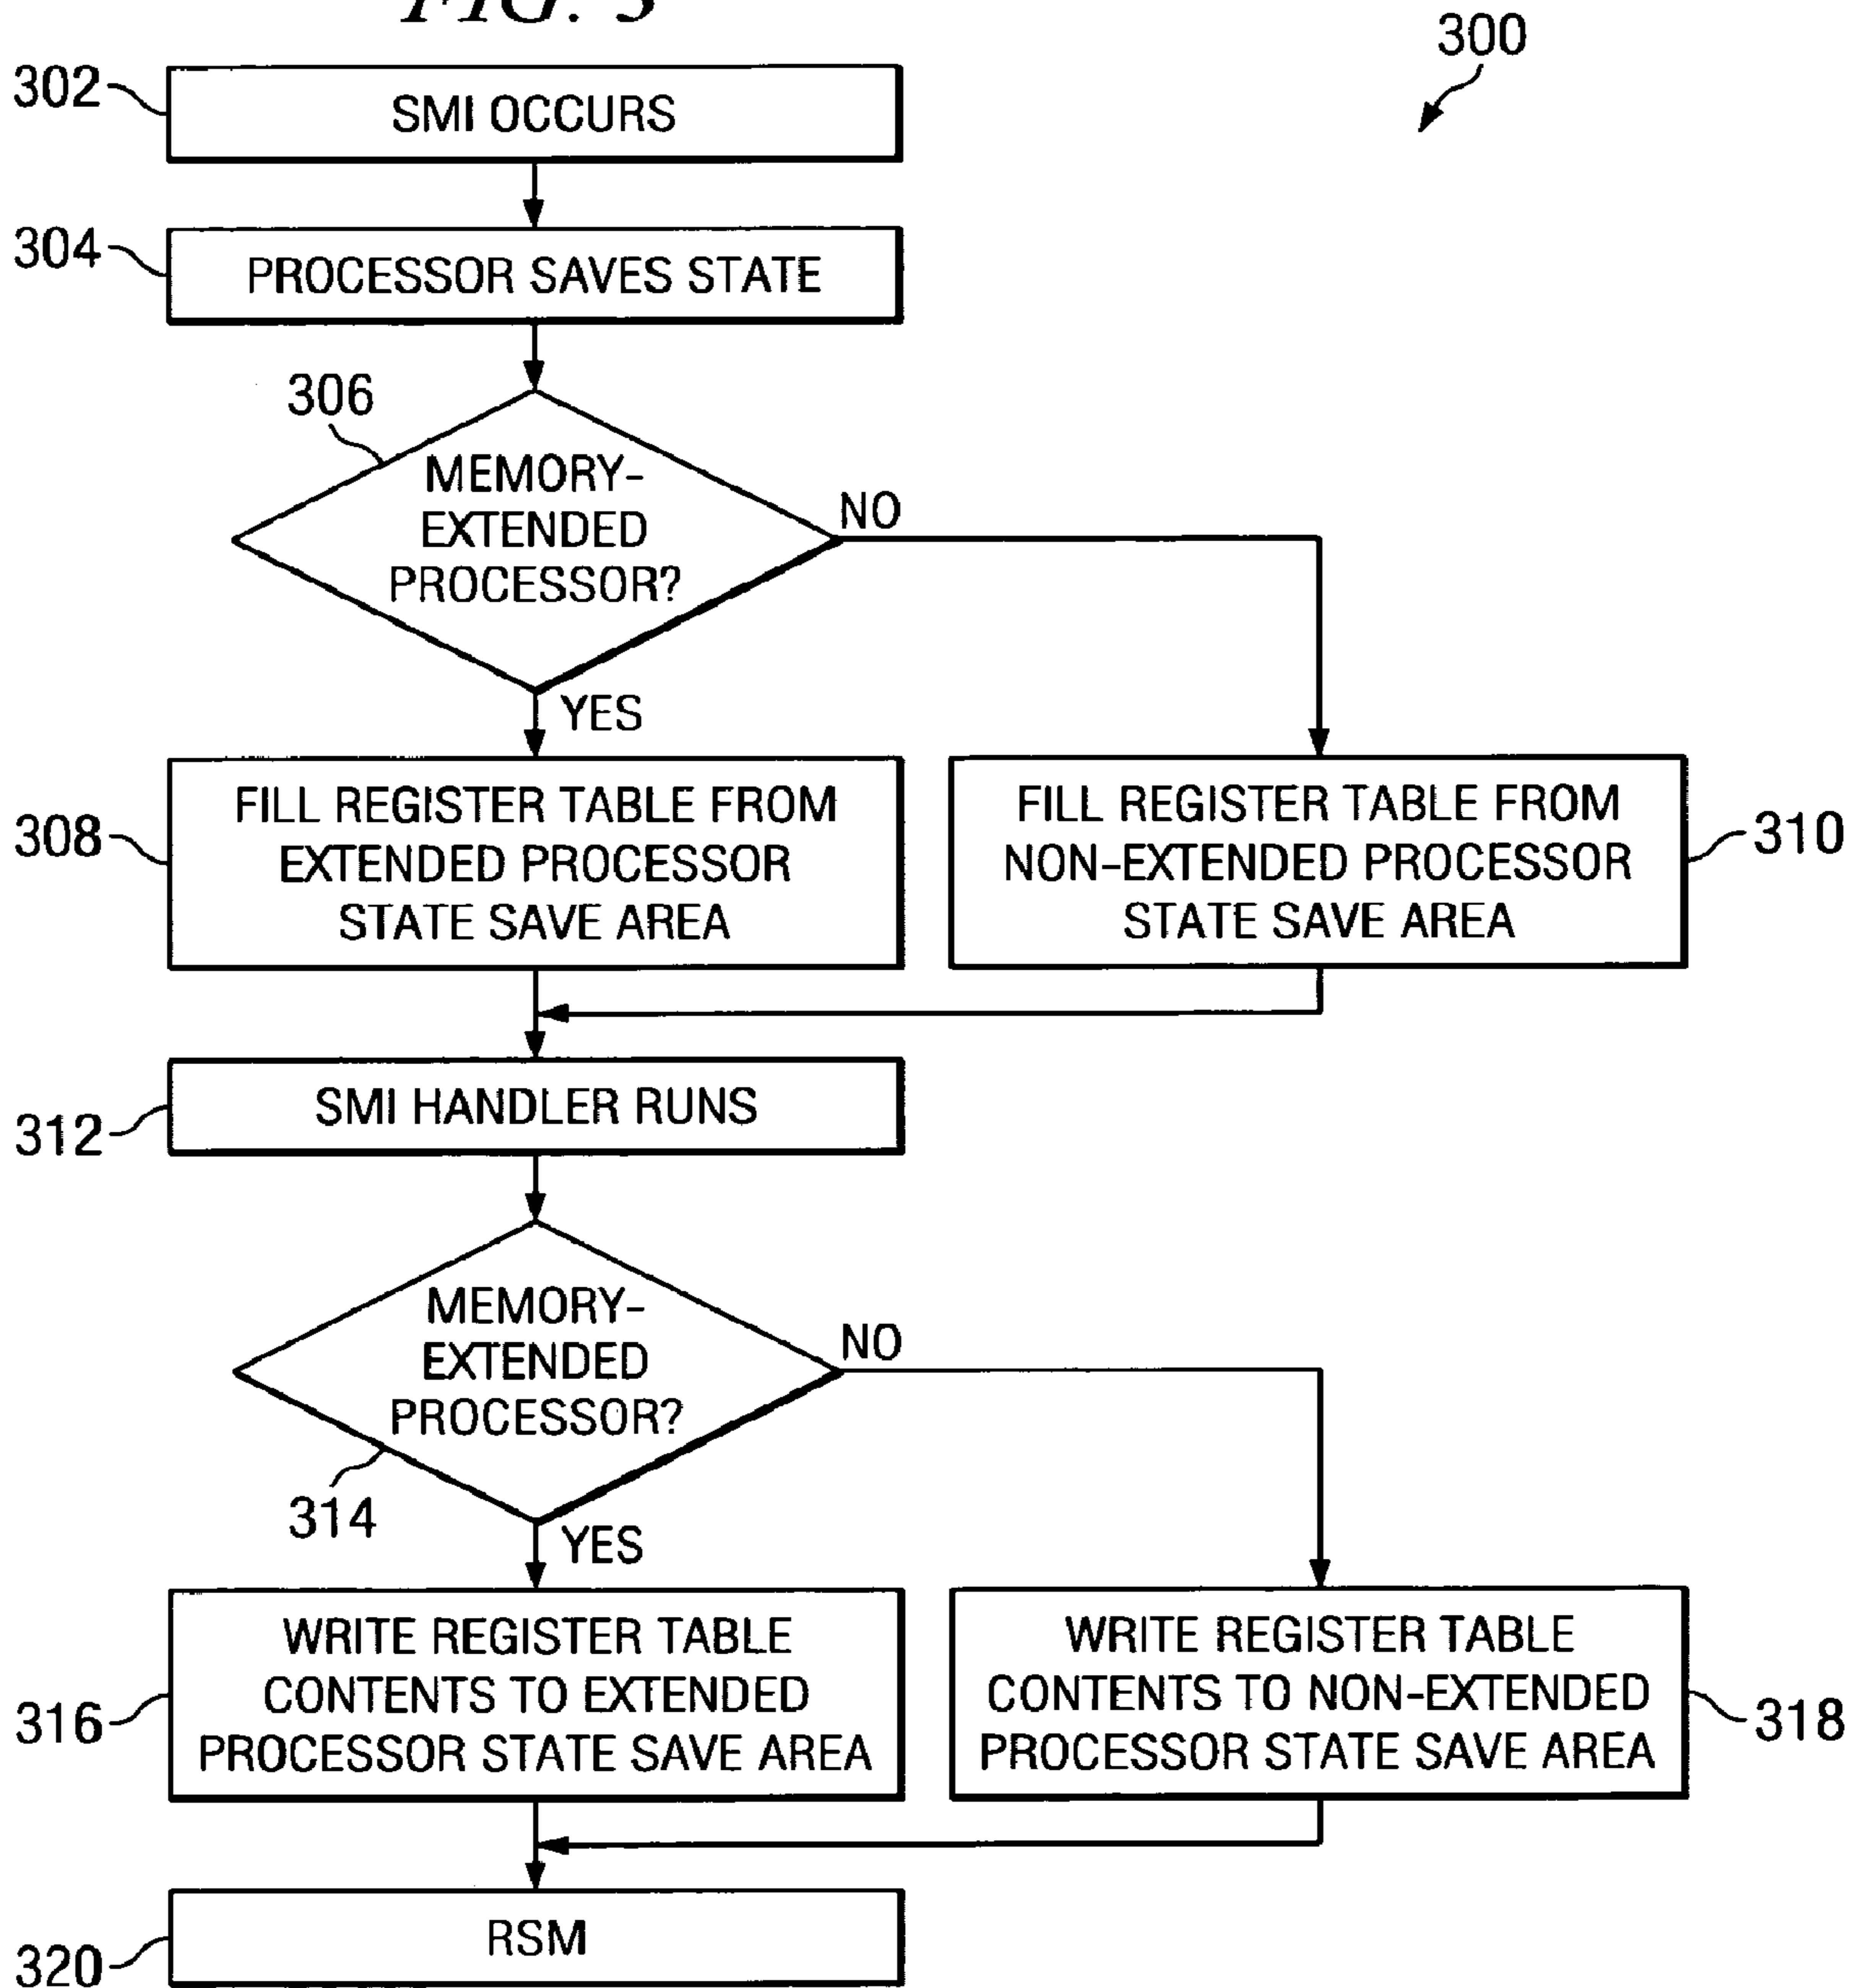 FIG. 3
300
302
SMI OCCURS
304
PROCESSOR SAVES STATE
306
MEMORY-
EXTENDED
PROCESSOR?
NO
YES
308
FILL REGISTER TABLE FROM
EXTENDED PROCESSOR
STATE SAVE AREA
FILL REGISTER TABLE FROM
NON-EXTENDED PROCESSOR
STATE SAVE AREA
310
312
SMI HANDLER RUNS
MEMORY-
EXTENDED
PROCESSOR?
NO
314
YES
316
WRITE REGISTER TABLE
CONTENTS TO EXTENDED
PROCESSOR STATE SAVE AREA
WRITE REGISTER TABLE
CONTENTS TO NON-EXTENDED
PROCESSOR STATE SAVE AREA
318
320
RSM